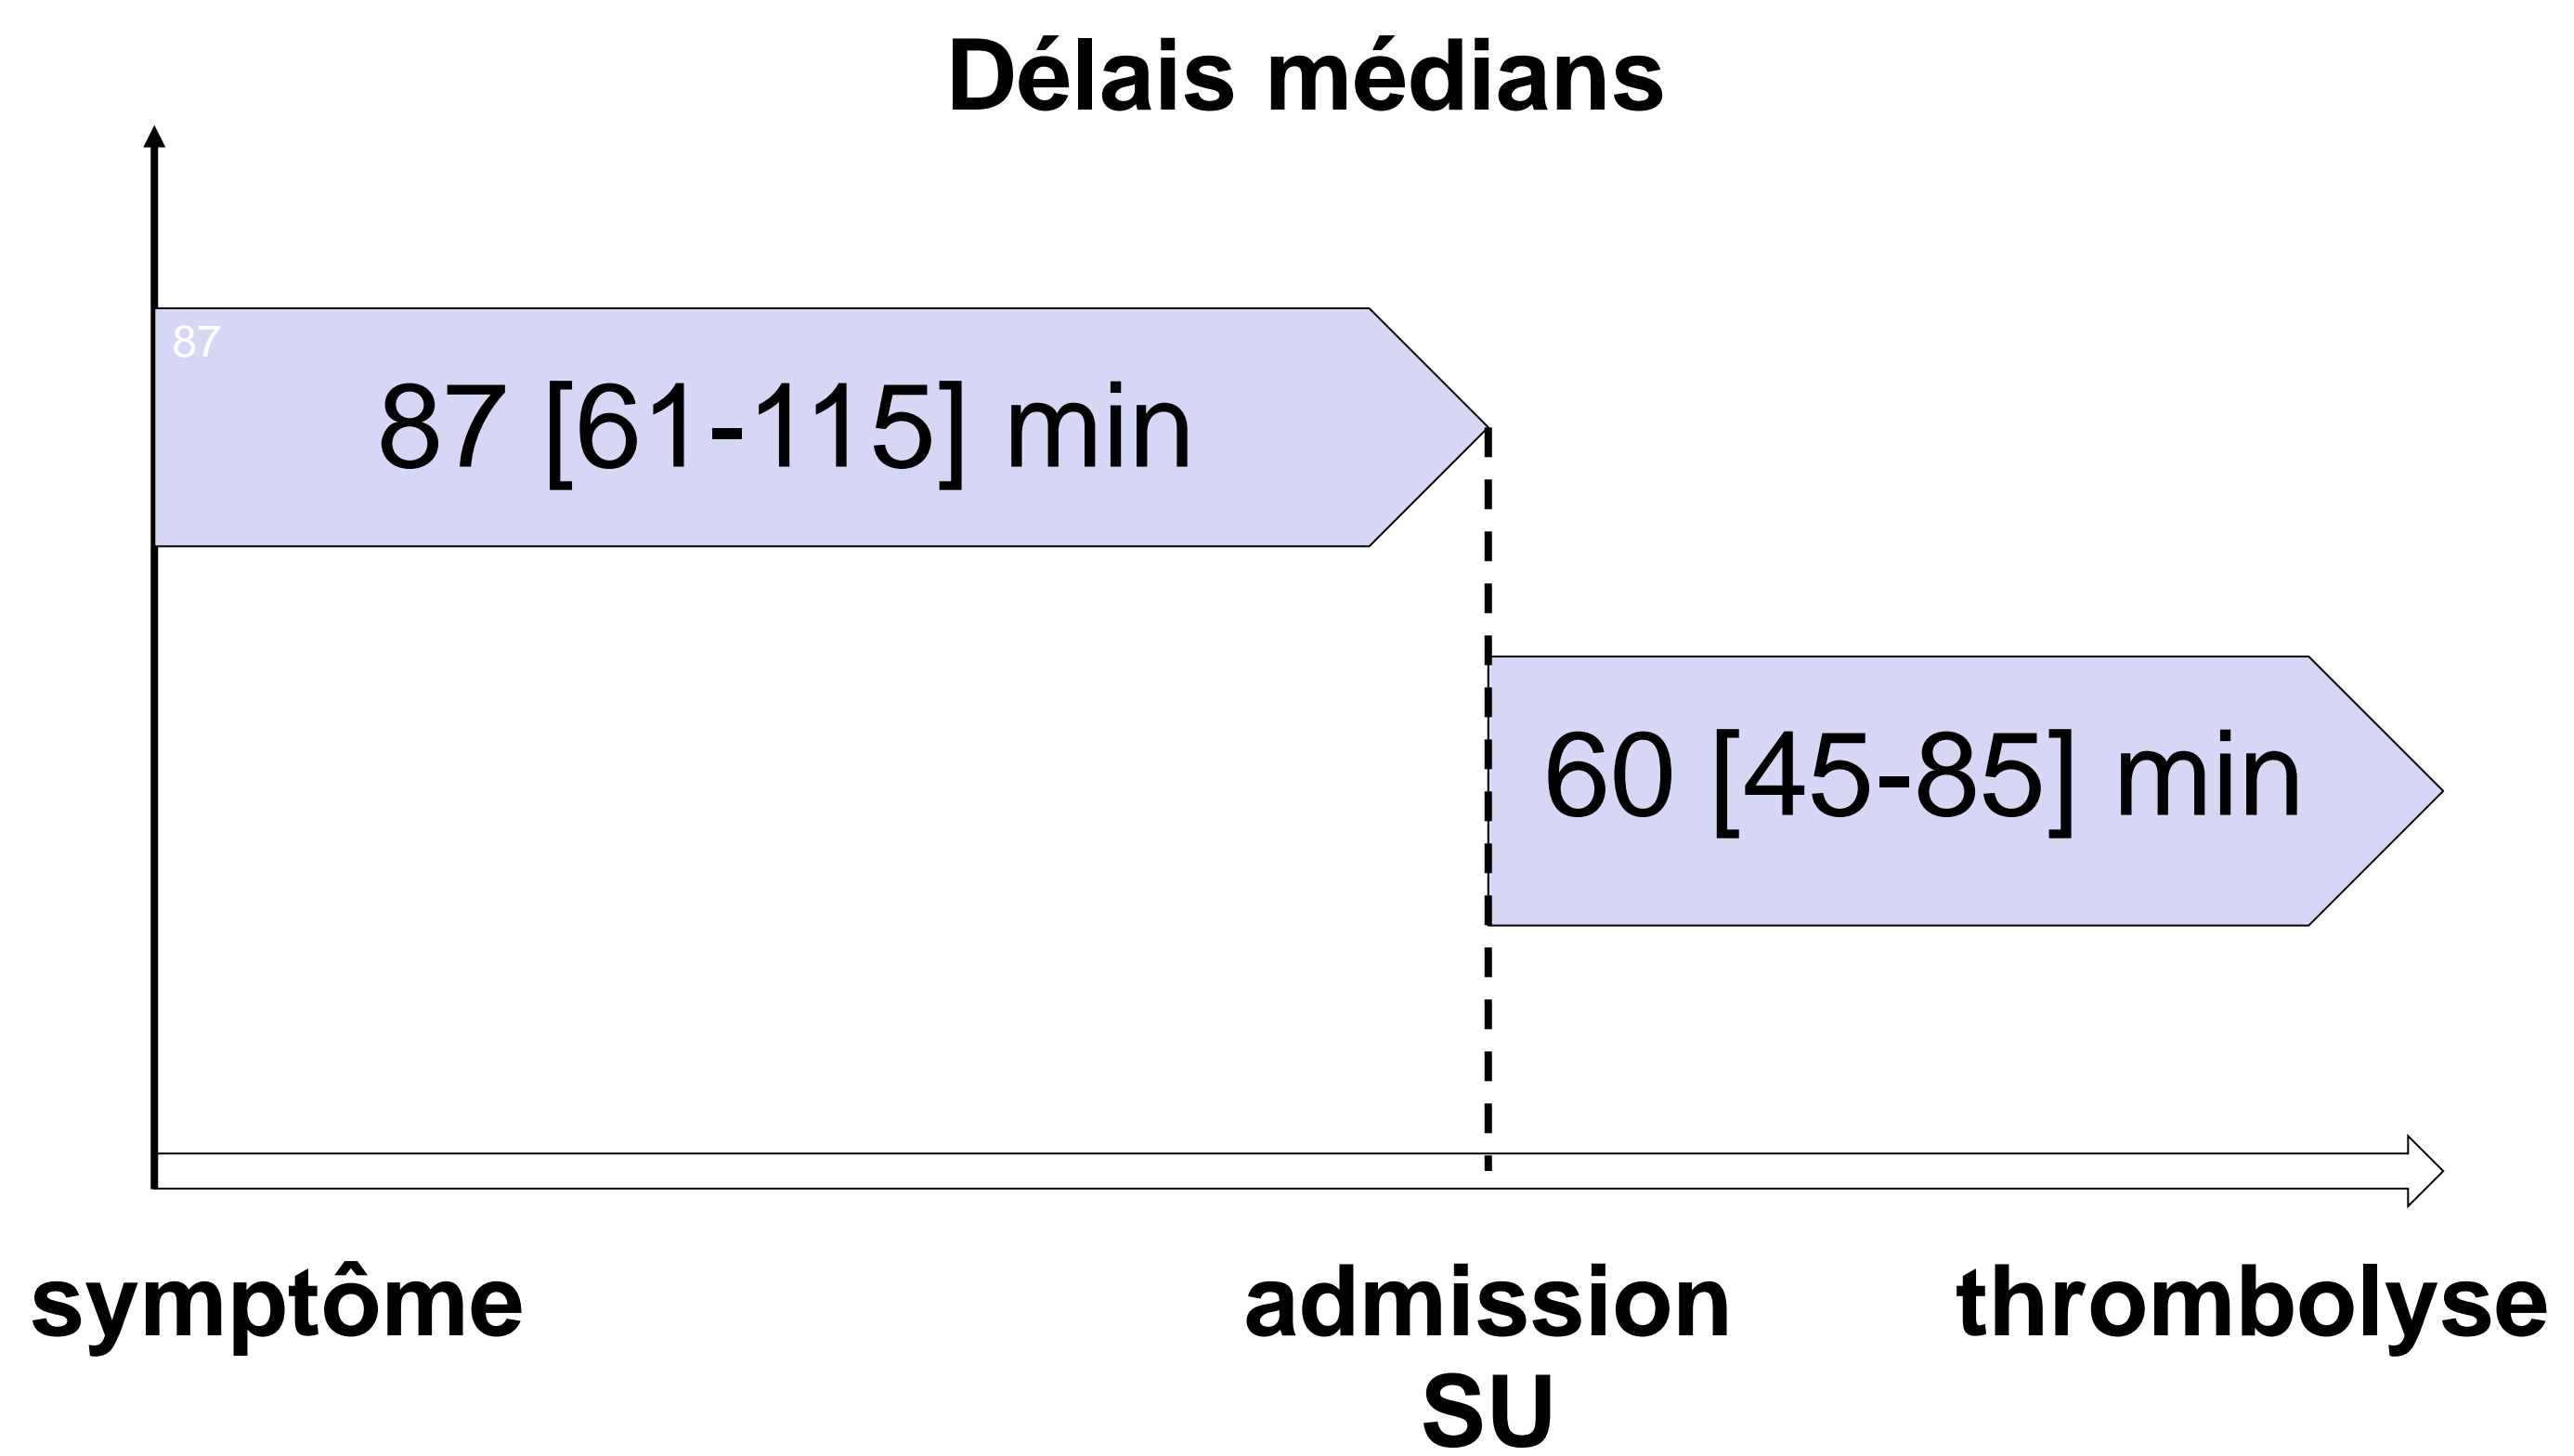 Délais médians
87
87 [61-115] min
60 [45-85] min
symptôme
admission
SU
thrombolyse